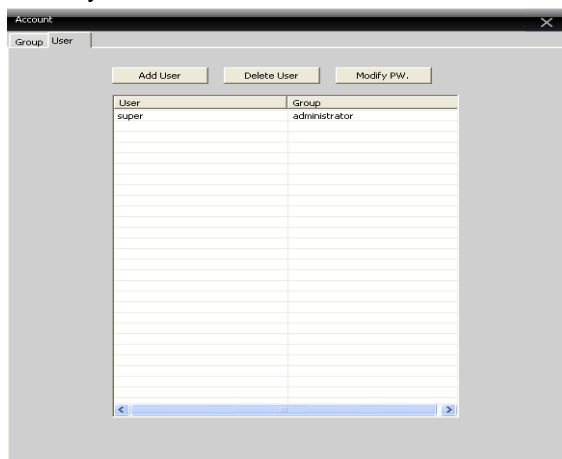 Account
Group User
Add User Delete User Modify PW.
User Group
super administrator